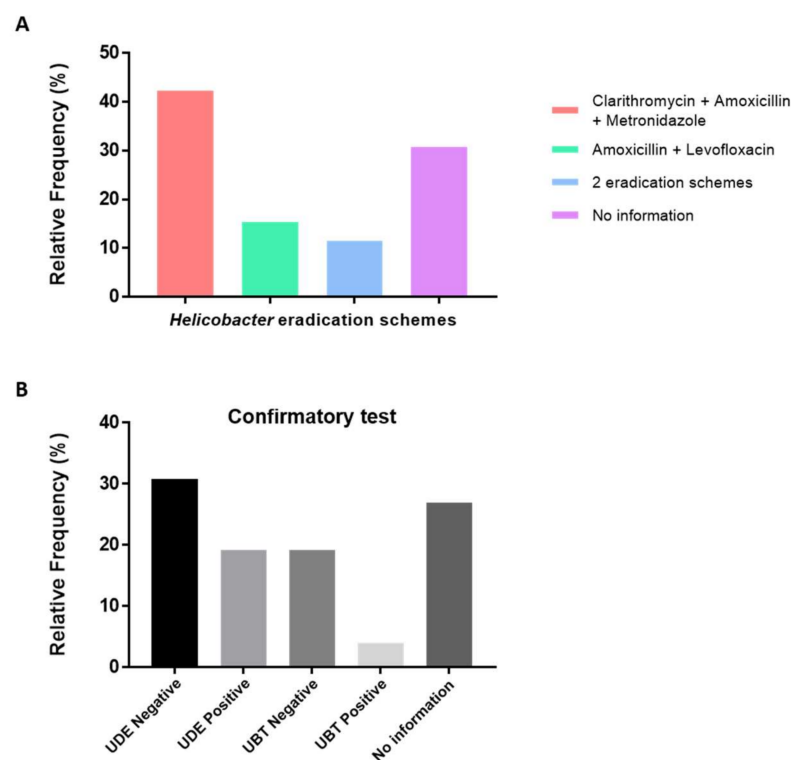 A
Relative Frequency (%)
50
40
30
20
10
0
Helicobacter eradication schemes
Clarithromycin + Amoxicillin
+ Metronidazole
Amoxicillin + Levofloxacin
2 eradication schemes
No information
B
Confirmatory test
Relative Frequency (%)
40
30
20
10
0
UDE Negative
UDE Positive
UBT Negative
UBT Positive
No information